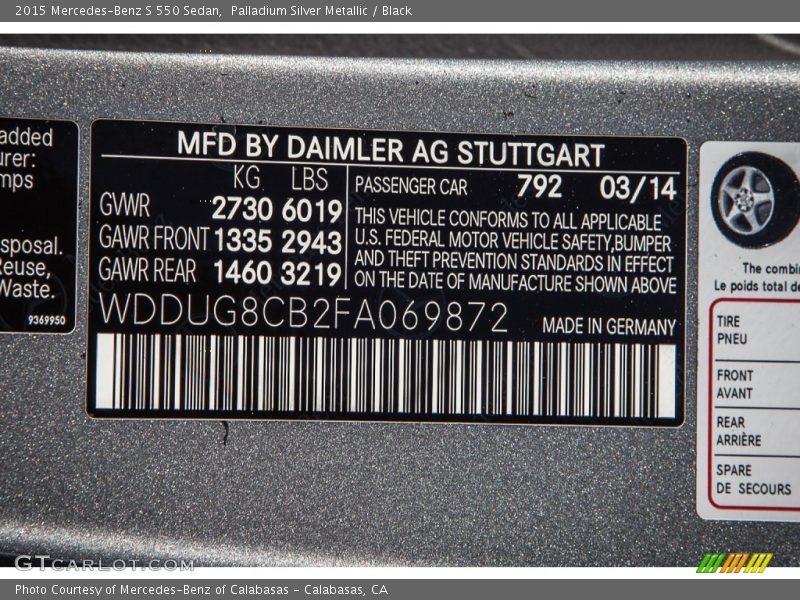 2015 Mercedes-Benz S 550 Sedan,  Palladium Silver Metallic / Black
added
urer:
mps
sposal.
Reuse,
Waste.
9369950
MFD BY DAIMLER AG STUTTGART
KG LBS
GWR 2730 6019
GAWR FRONT 1335 2943
GAWR REAR 1460 3219
PASSENGER CAR 792 03/14
THIS VEHICLE CONFORMS TO ALL APPLICABLE
U.S. FEDERAL MOTOR VEHICLE SAFETY,BUMPER
AND THEFT PREVENTION STANDARDS IN EFFECT
ON THE DATE OF MANUFACTURE SHOWN ABOVE
WDDUG8CB2FA069872 MADE IN GERMANY
The combin
Le poids total de
TIRE
PNEU
FRONT
AVANT
REAR
ARRIÈRE
SPARE
DE SECOURS
GTCARLOT.COM
Photo Courtesy of Mercedes-Benz of Calabasas - Calabasas, CA